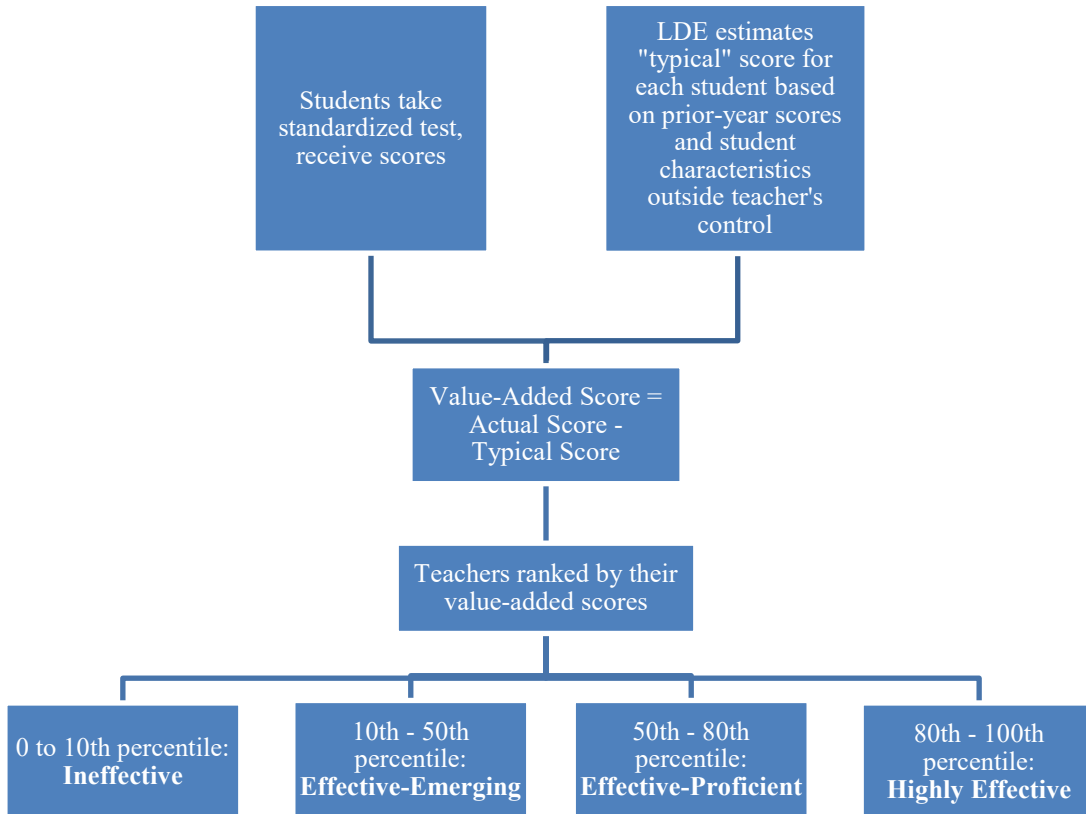 Students take
standardized test,
receive scores
LDE estimates
"typical" score for
each student based
on prior-year scores
and student
characteristics
outside teacher's
control
Value-Added Score =
Actual Score -
Typical Score
Teachers ranked by their
value-added scores
0 to 10th percentile:
Ineffective
10th - 50th
percentile:
Effective-Emerging
50th - 80th
percentile:
Effective-Proficient
80th - 100th
percentile:
Highly Effective